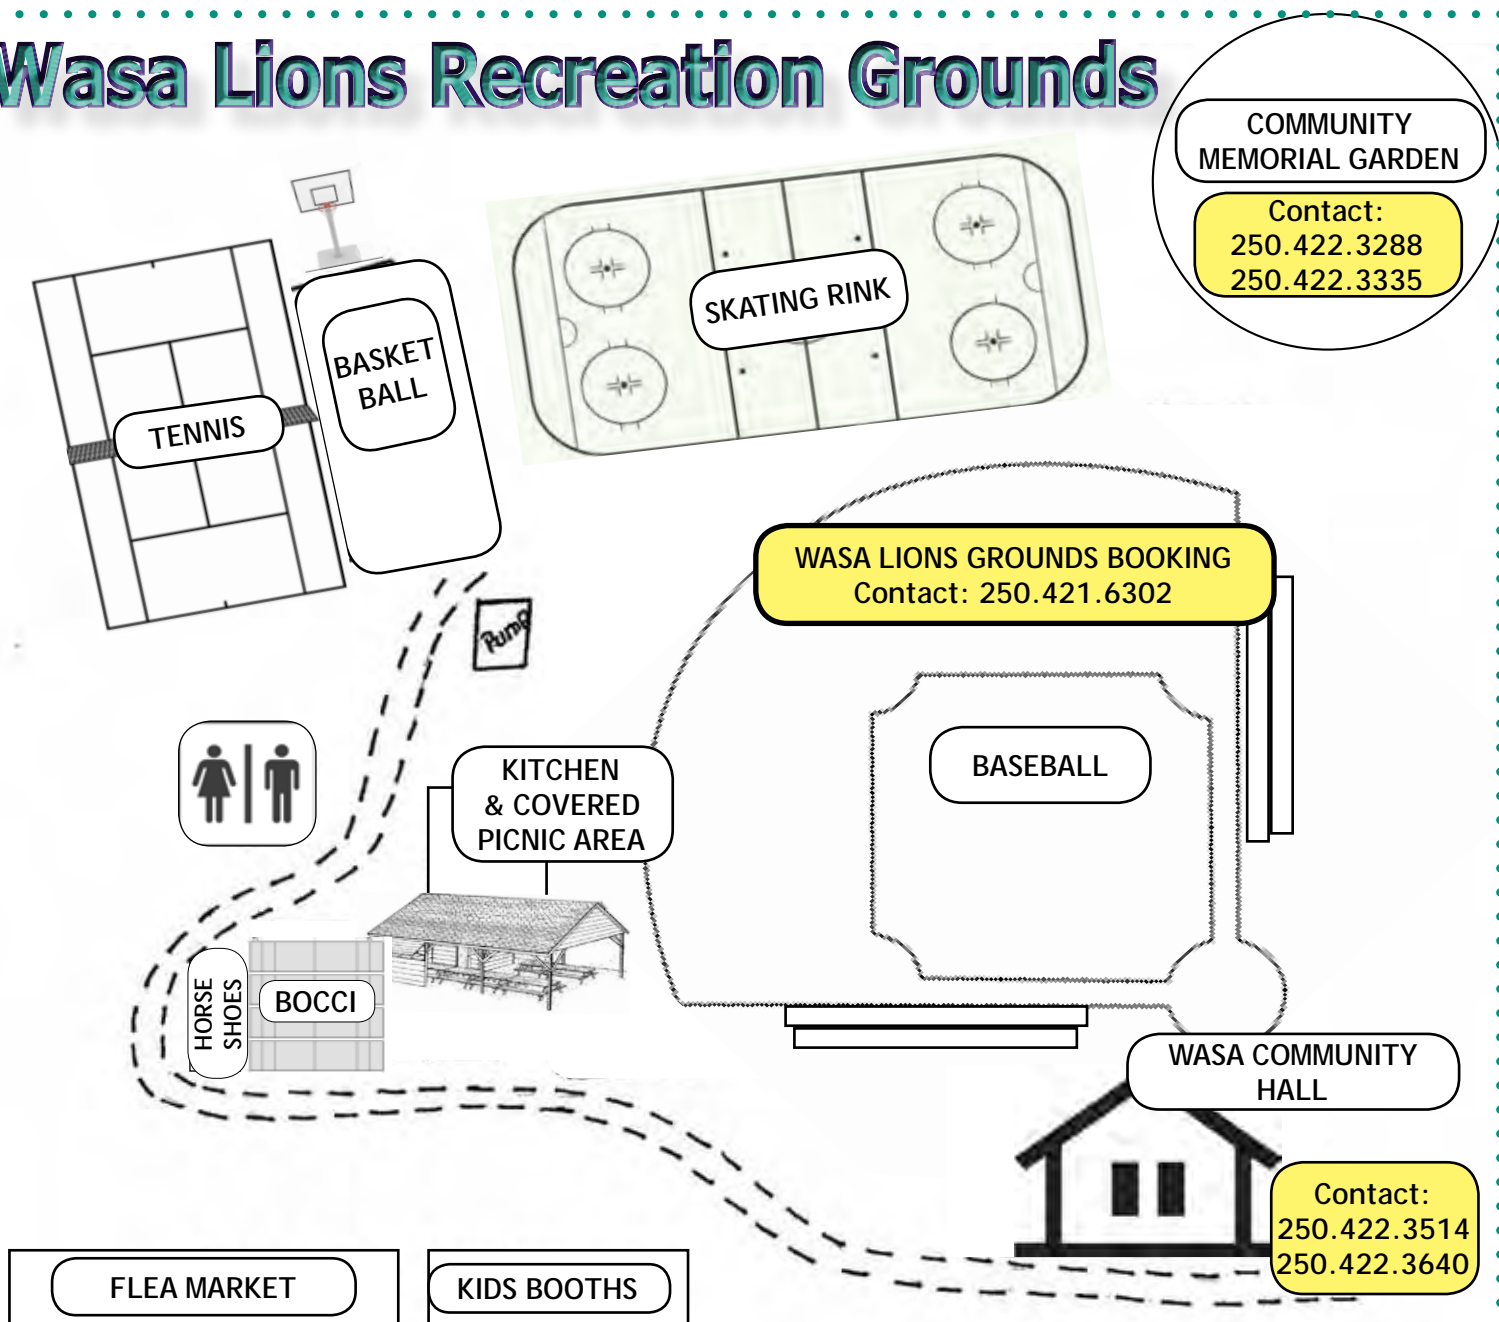 Wasa Lions Recreation Grounds
COMMUNITY
MEMORIAL GARDEN
Contact:
250.422.3288
250.422.3335
SKATING RINK
BASKET
BALL
TENNIS
WASA LIONS GROUNDS BOOKING
Contact: 250.421.6302
Pump
KITCHEN
& COVERED
PICNIC AREA
BASEBALL
HORSE
SHOES
BOCCI
WASA COMMUNITY
HALL
Contact:
250.422.3514
250.422.3640
FLEA MARKET
KIDS BOOTHS